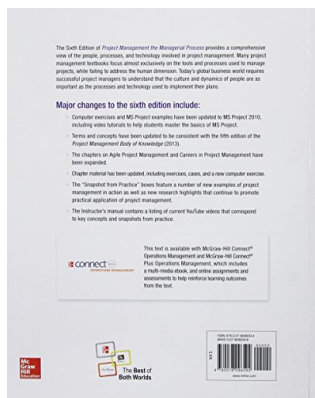 The Sixth Edition of Project Management the Managerial Process provides a comprehensive
view of the people, processes, and technology involved in project management. Many project
management textbooks focus almost exclusively on the tools and processes used to manage
projects, while failing to address the human dimension. Today's global business world requires
successful project managers to understand that the culture and dynamics of people are as
important as the processes and technology used to implement their plans.
Major changes to the sixth edition include:
• Computer exercises and MS Project examples have been updated to MS Project 2010,
including video tutorials to help students master the basics of MS Project.
• Terms and concepts have been updated to be consistent with the fifth edition of the
Project Management Body of Knowledge (2013).
• The chapters on Agile Project Management and Careers in Project Management have
been expanded.
• Chapter material has been updated, including exercises, cases, and a new computer exercise.
• The "Snapshot from Practice" boxes feature a number of new examples of project
management in action as well as new research highlights that continue to promote
practical application of project management.
• The Instructor's manual contains a listing of current YouTube videos that correspond
to key concepts and snapshots from practice.
connect
OPERATIONS MANAGEMENT
This text is available with McGraw-Hill Connect®
Operations Management and McGraw-Hill Connect®
Plus Operations Management, which includes
a multi-media ebook, and online assignments and
assessments to help reinforce learning outcomes
from the text.
Mc
Graw
Hill
Education
The Best of
Both Worlds